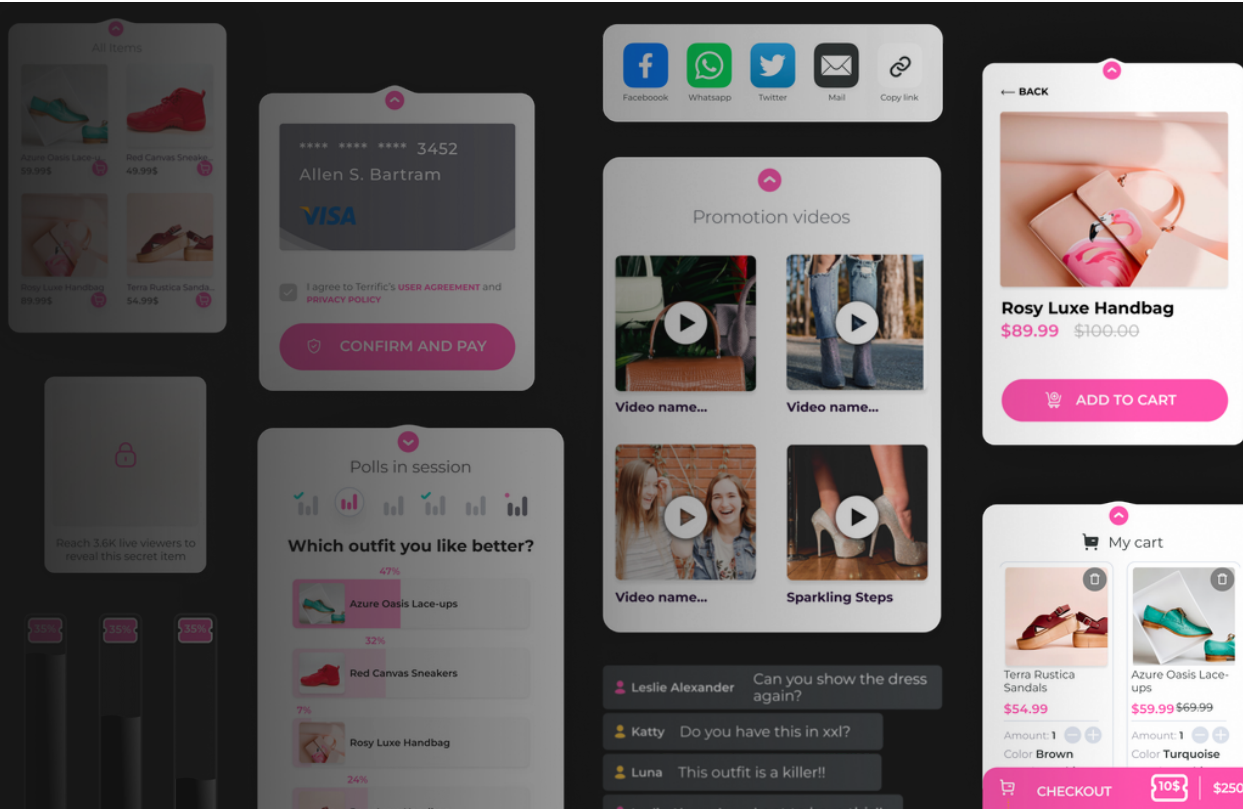 All Items
Azure Oasis Lace-u..
59.99$
Red Canvas Sneake..
49.99$
Rosy Luxe Handbag
89.99$
Terra Rustica Sanda..
54.99$
Reach 3.6K live viewers to
reveal this secret item
35%
35%
35%
**** **** **** 3452
Allen S. Bartram
VISA
I agree to Terrific's USER AGREEMENT and
PRIVACY POLICY
CONFIRM AND PAY
Polls in session
Which outfit you like better?
47%
Azure Oasis Lace-ups
32%
Red Canvas Sneakers
7%
Rosy Luxe Handbag
24%
Faceboook
Whatsapp
Twitter
Mail
Copy link
Promotion videos
Video name...
Video name...
Video name...
Sparkling Steps
Leslie Alexander Can you show the dress
again?
Katty Do you have this in xxl?
Luna This outfit is a killer!!
BACK
Rosy Luxe Handbag
$89.99 $100.00
ADD TO CART
My cart
Terra Rustica
Sandals
$54.99
Amount: 1
Color Brown
Azure Oasis Lace-
ups
$59.99 $69.99
Amount: 1
Color Turquoise
CHECKOUT
10$
$250